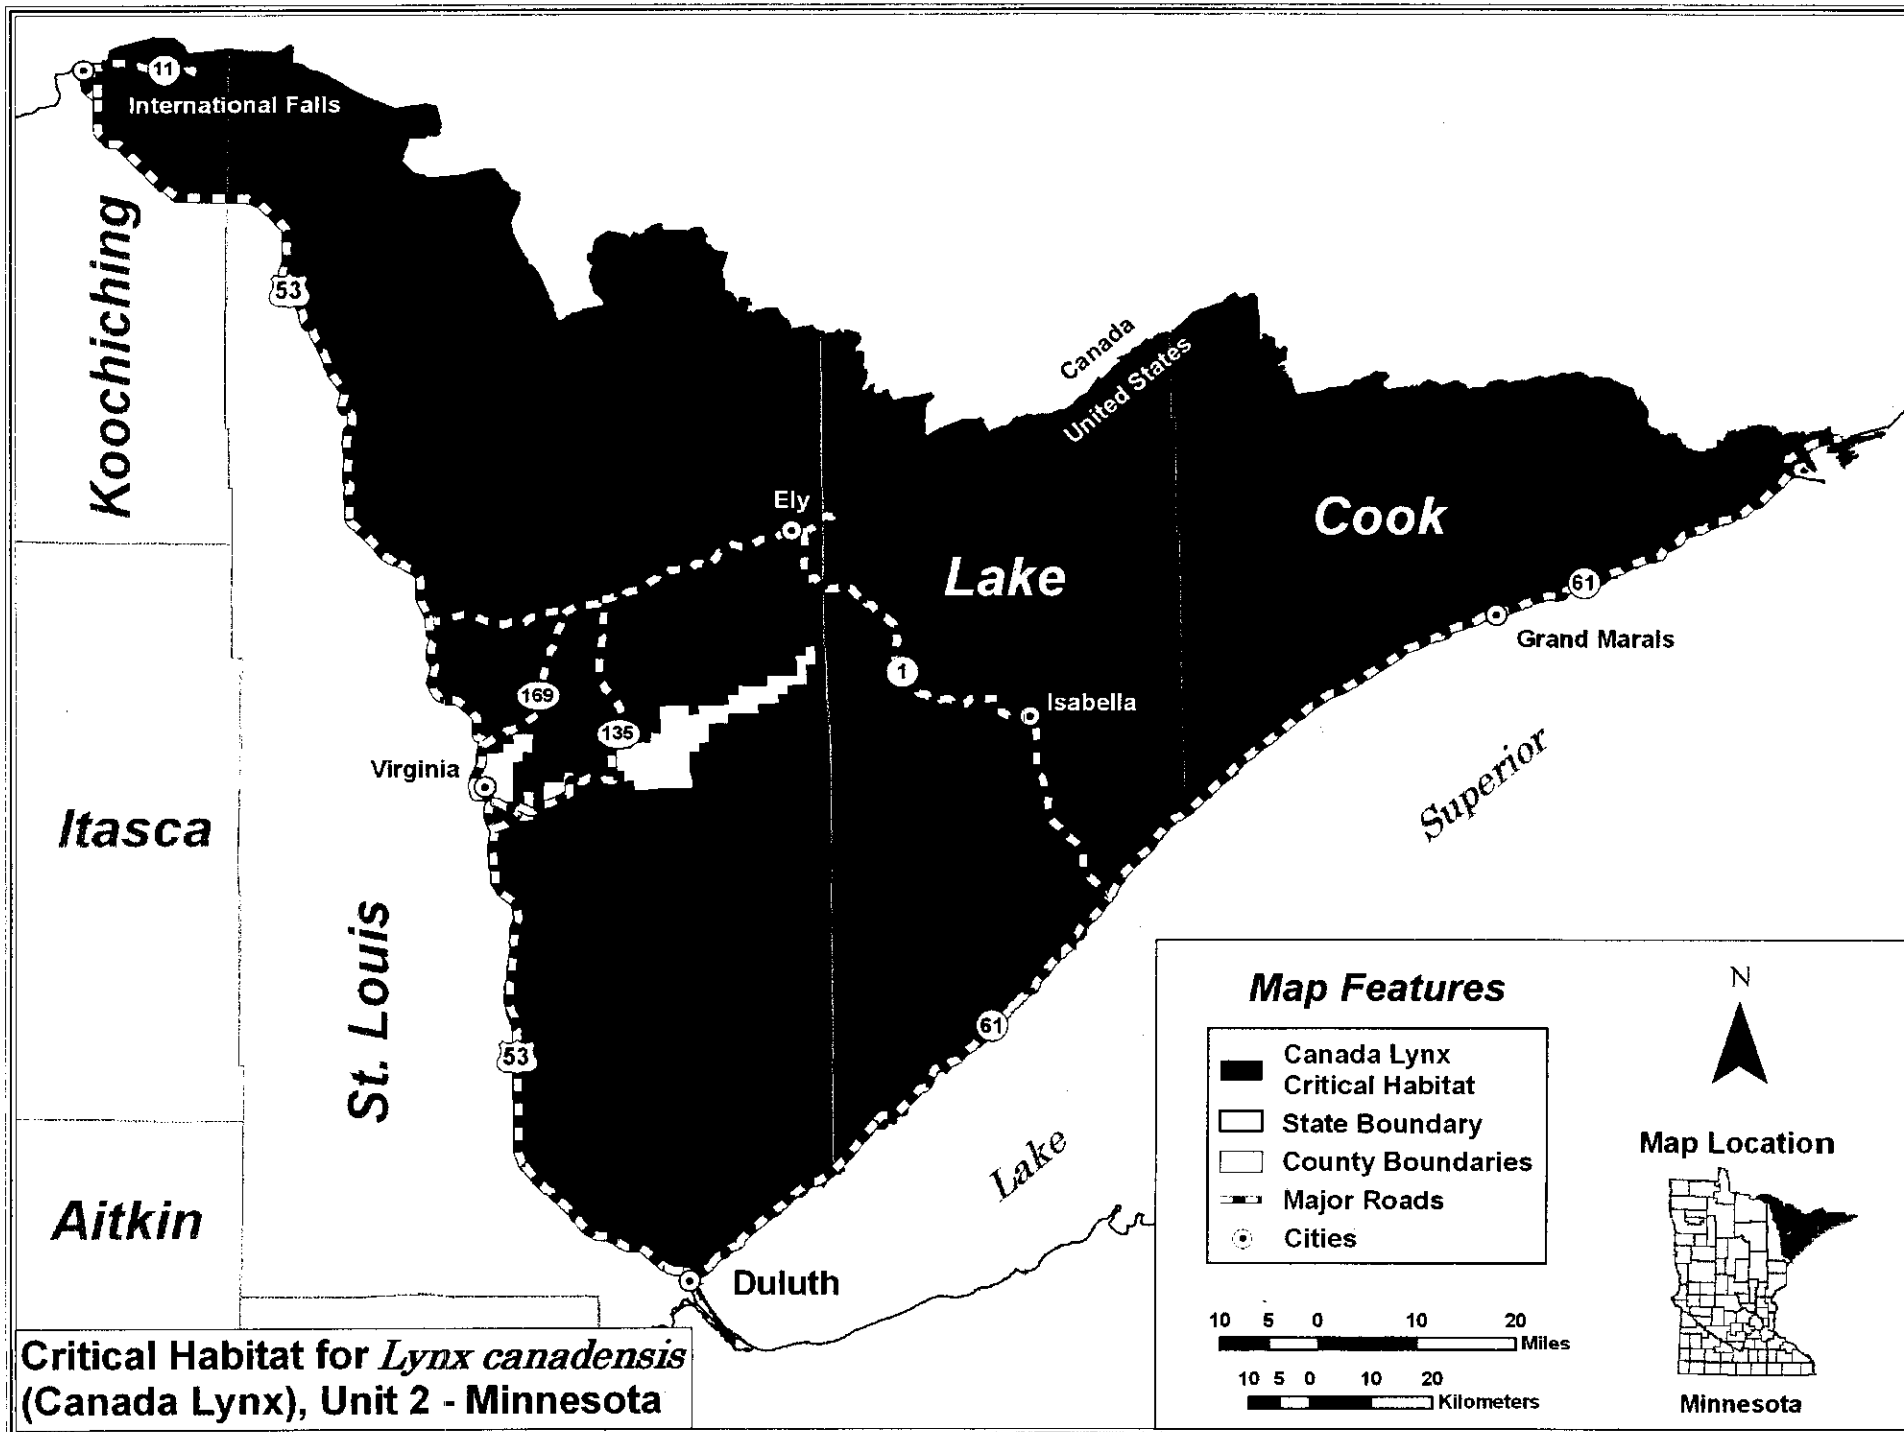 11
International Falls
Koochiching
53
Canada
United States
Ely
Cook
Lake
61
Grand Marais
1
169
Isabella
135
Virginia
Superior
Itasca
St. Louis
61
53
Lake
Aitkin
Duluth
Map Features
Canada Lynx
Critical Habitat
State Boundary
County Boundaries
Major Roads
Cities
10 5 0 10 20
Miles
10 5 0 10 20
Kilometers
N
Map Location
Minnesota
Critical Habitat for Lynx canadensis
(Canada Lynx), Unit 2 - Minnesota